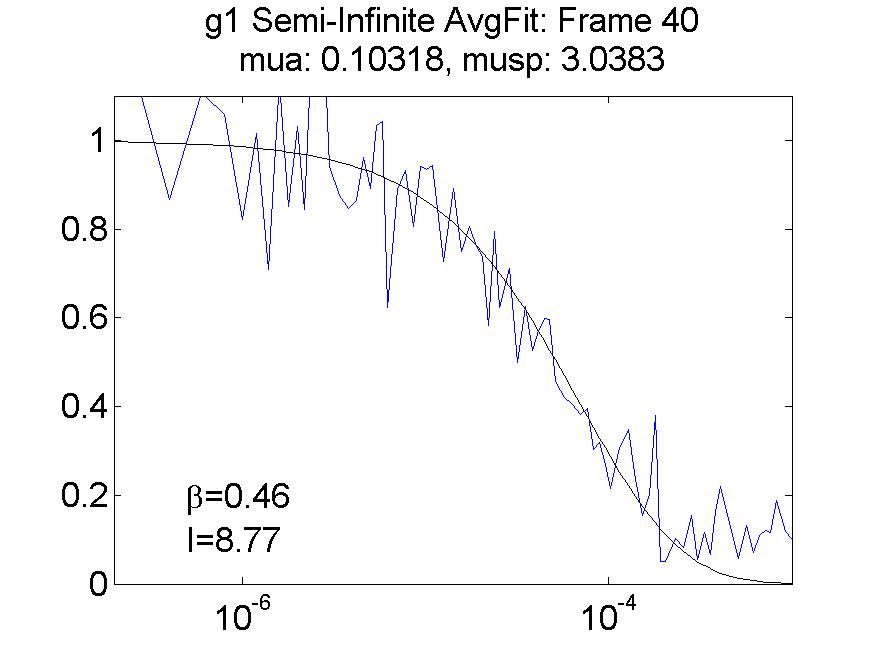 g1 Semi-Infinite AvgFit: Frame 40
mua: 0.10318, musp: 3.0383
1
0.8
0.6
0.4
0.2
0
β=0.46
I=8.77
10^-6
10^-4